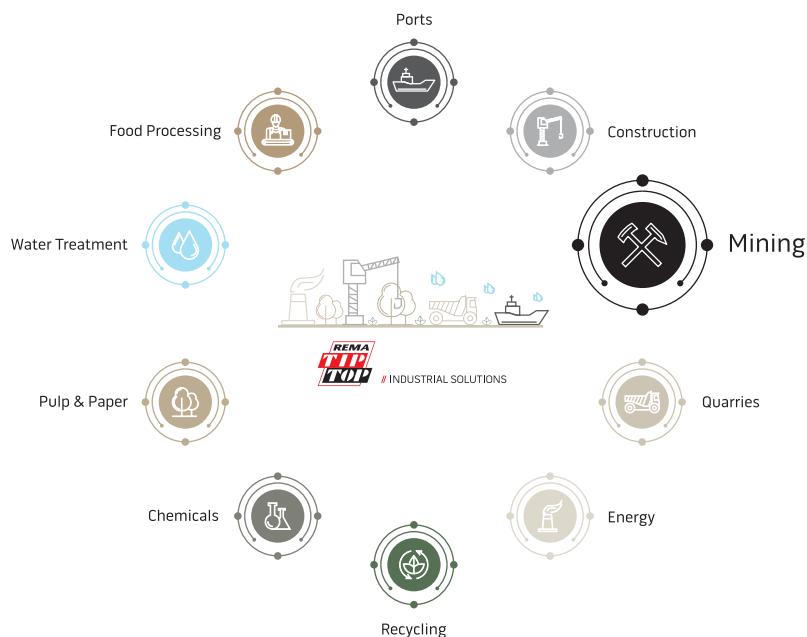 Ports
Food Processing
Construction
Water Treatment
Mining
REMA
TIP
TOP
// INDUSTRIAL SOLUTIONS
Pulp & Paper
Quarries
Chemicals
Energy
Recycling